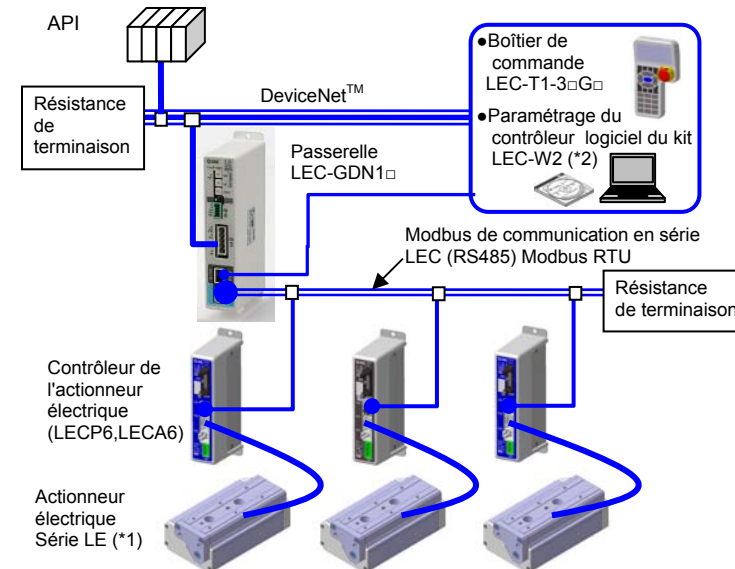 API
Résistance
de
terminaison
DeviceNet™
●Boîtier de
commande
LEC-T1-3□G□
●Paramétrage du
contrôleur logiciel du kit
LEC-W2 (*2)
Passerelle
LEC-GDN1□
Modbus de communication en série
LEC (RS485) Modbus RTU
Résistance
de terminaison
Contrôleur de
l'actionneur
électrique
(LECP6,LECA6)
Actionneur
électrique
Série LE (*1)